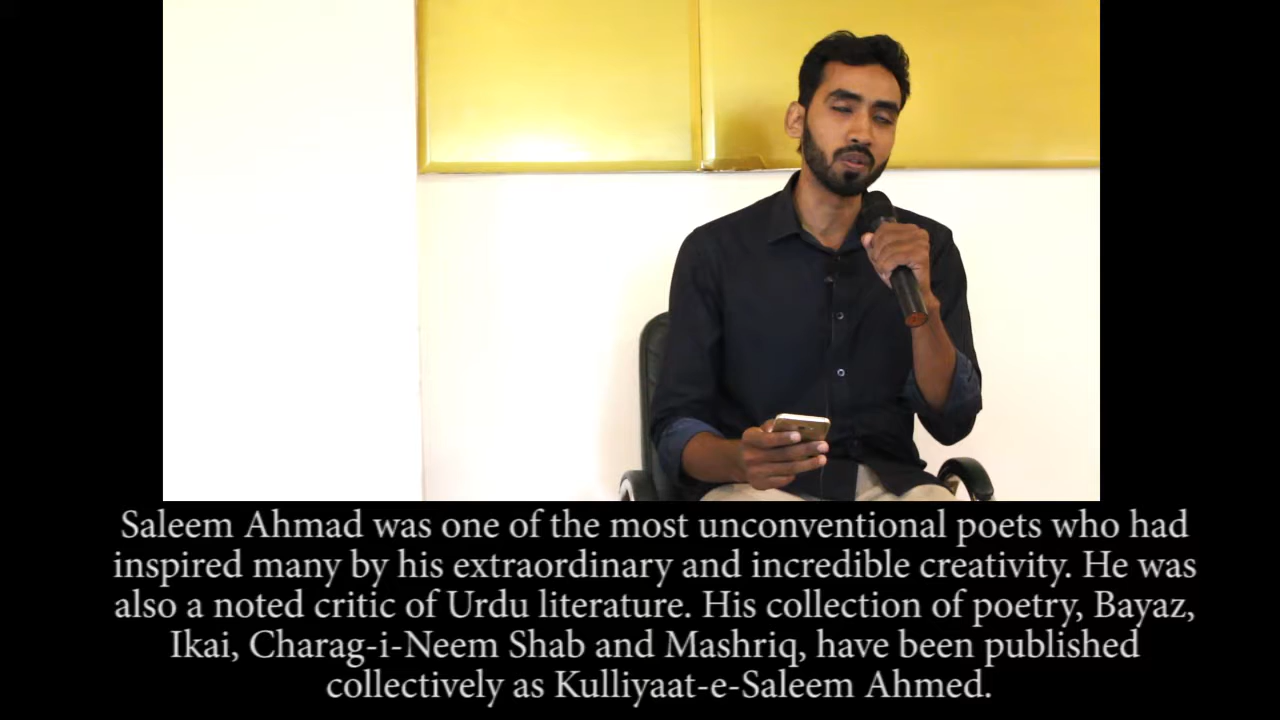 Saleem Ahmad was one of the most unconventional poets who had
inspired many by his extraordinary and incredible creativity. He was
also a noted critic of Urdu literature. His collection of poetry, Bayaz,
Ikai, Charag-i-Neem Shab and Mashriq, have been published
collectively as Kulliyaat-e-Saleem Ahmed.